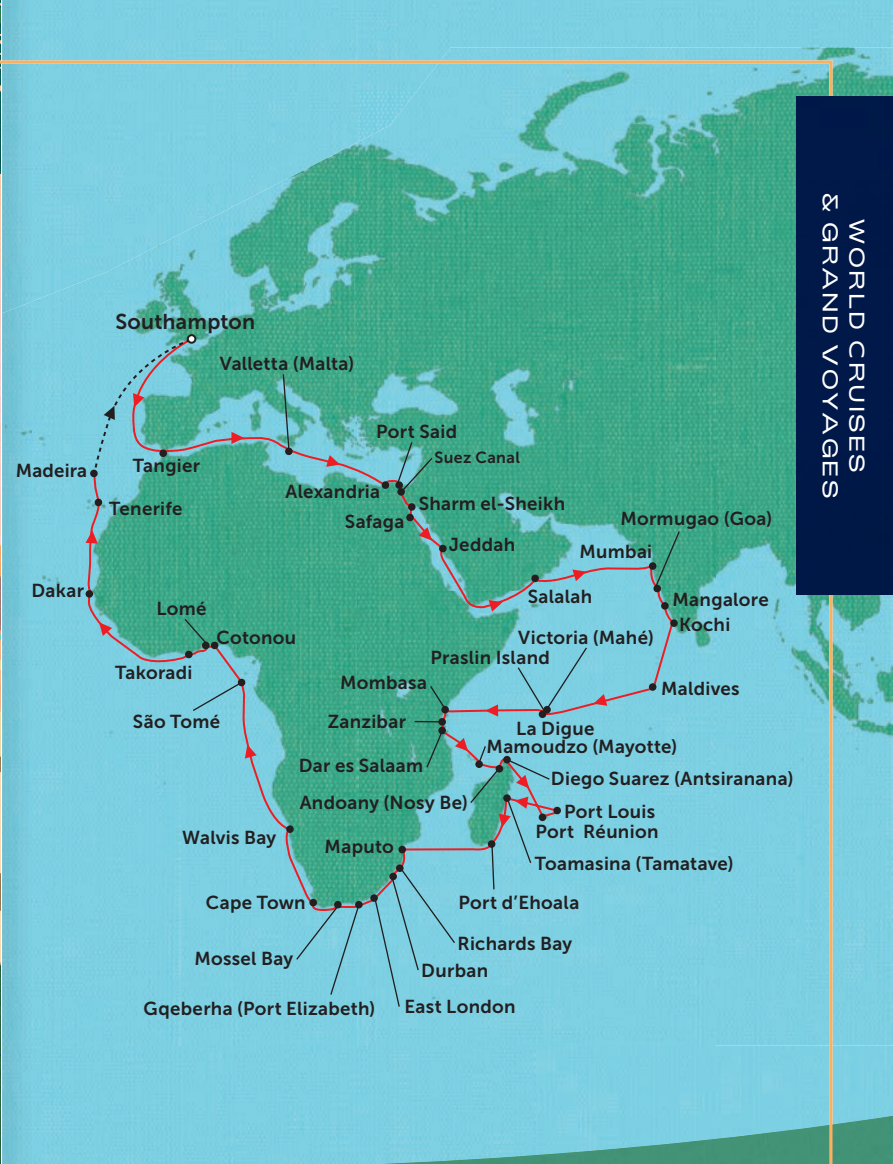 WORLD CRUISES
& GRAND VOYAGES
Southampton
Valletta (Malta)
Port Said
Suez Canal
Madeira
Tangier
Alexandria
Tenerife
Sharm el-Sheikh
Safaga
Mormugao (Goa)
Jeddah
Mumbai
Dakar
Salalah
Mangalore
Lomé
Kochi
Cotonou
Victoria (Mahé)
Praslin Island
Takoradi
Mombasa
Maldives
São Tomé
Zanzibar
La Digue
Mamoudzo (Mayotte)
Dar es Salaam
Diego Suarez (Antsiranana)
Andoany (Nosy Be)
Port Louis
Port Réunion
Walvis Bay
Maputo
Toamasina (Tamatave)
Cape Town
Port d'Ehoala
Richards Bay
Mossel Bay
Durban
Gqeberha (Port Elizabeth)
East London